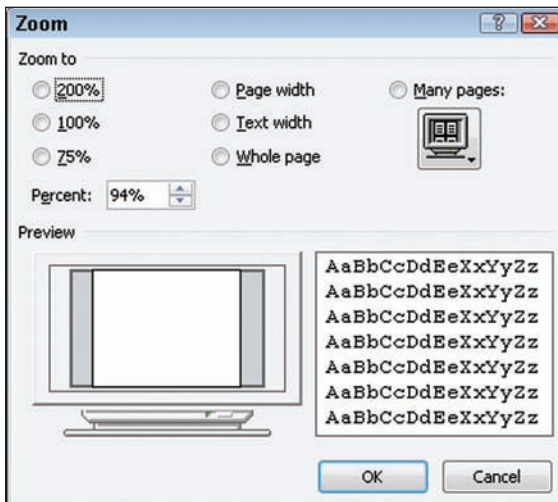 Zoom
Zoom to
200% Page width Many pages:
100% Text width
75% Whole page
Percent: 94%
Preview
AaBbCcDdEeXxYyZz
AaBbCcDdEeXxYyZz
AaBbCcDdEeXxYyZz
AaBbCcDdEeXxYyZz
AaBbCcDdEeXxYyZz
AaBbCcDdEeXxYyZz
AaBbCcDdEeXxYyZz
OK Cancel